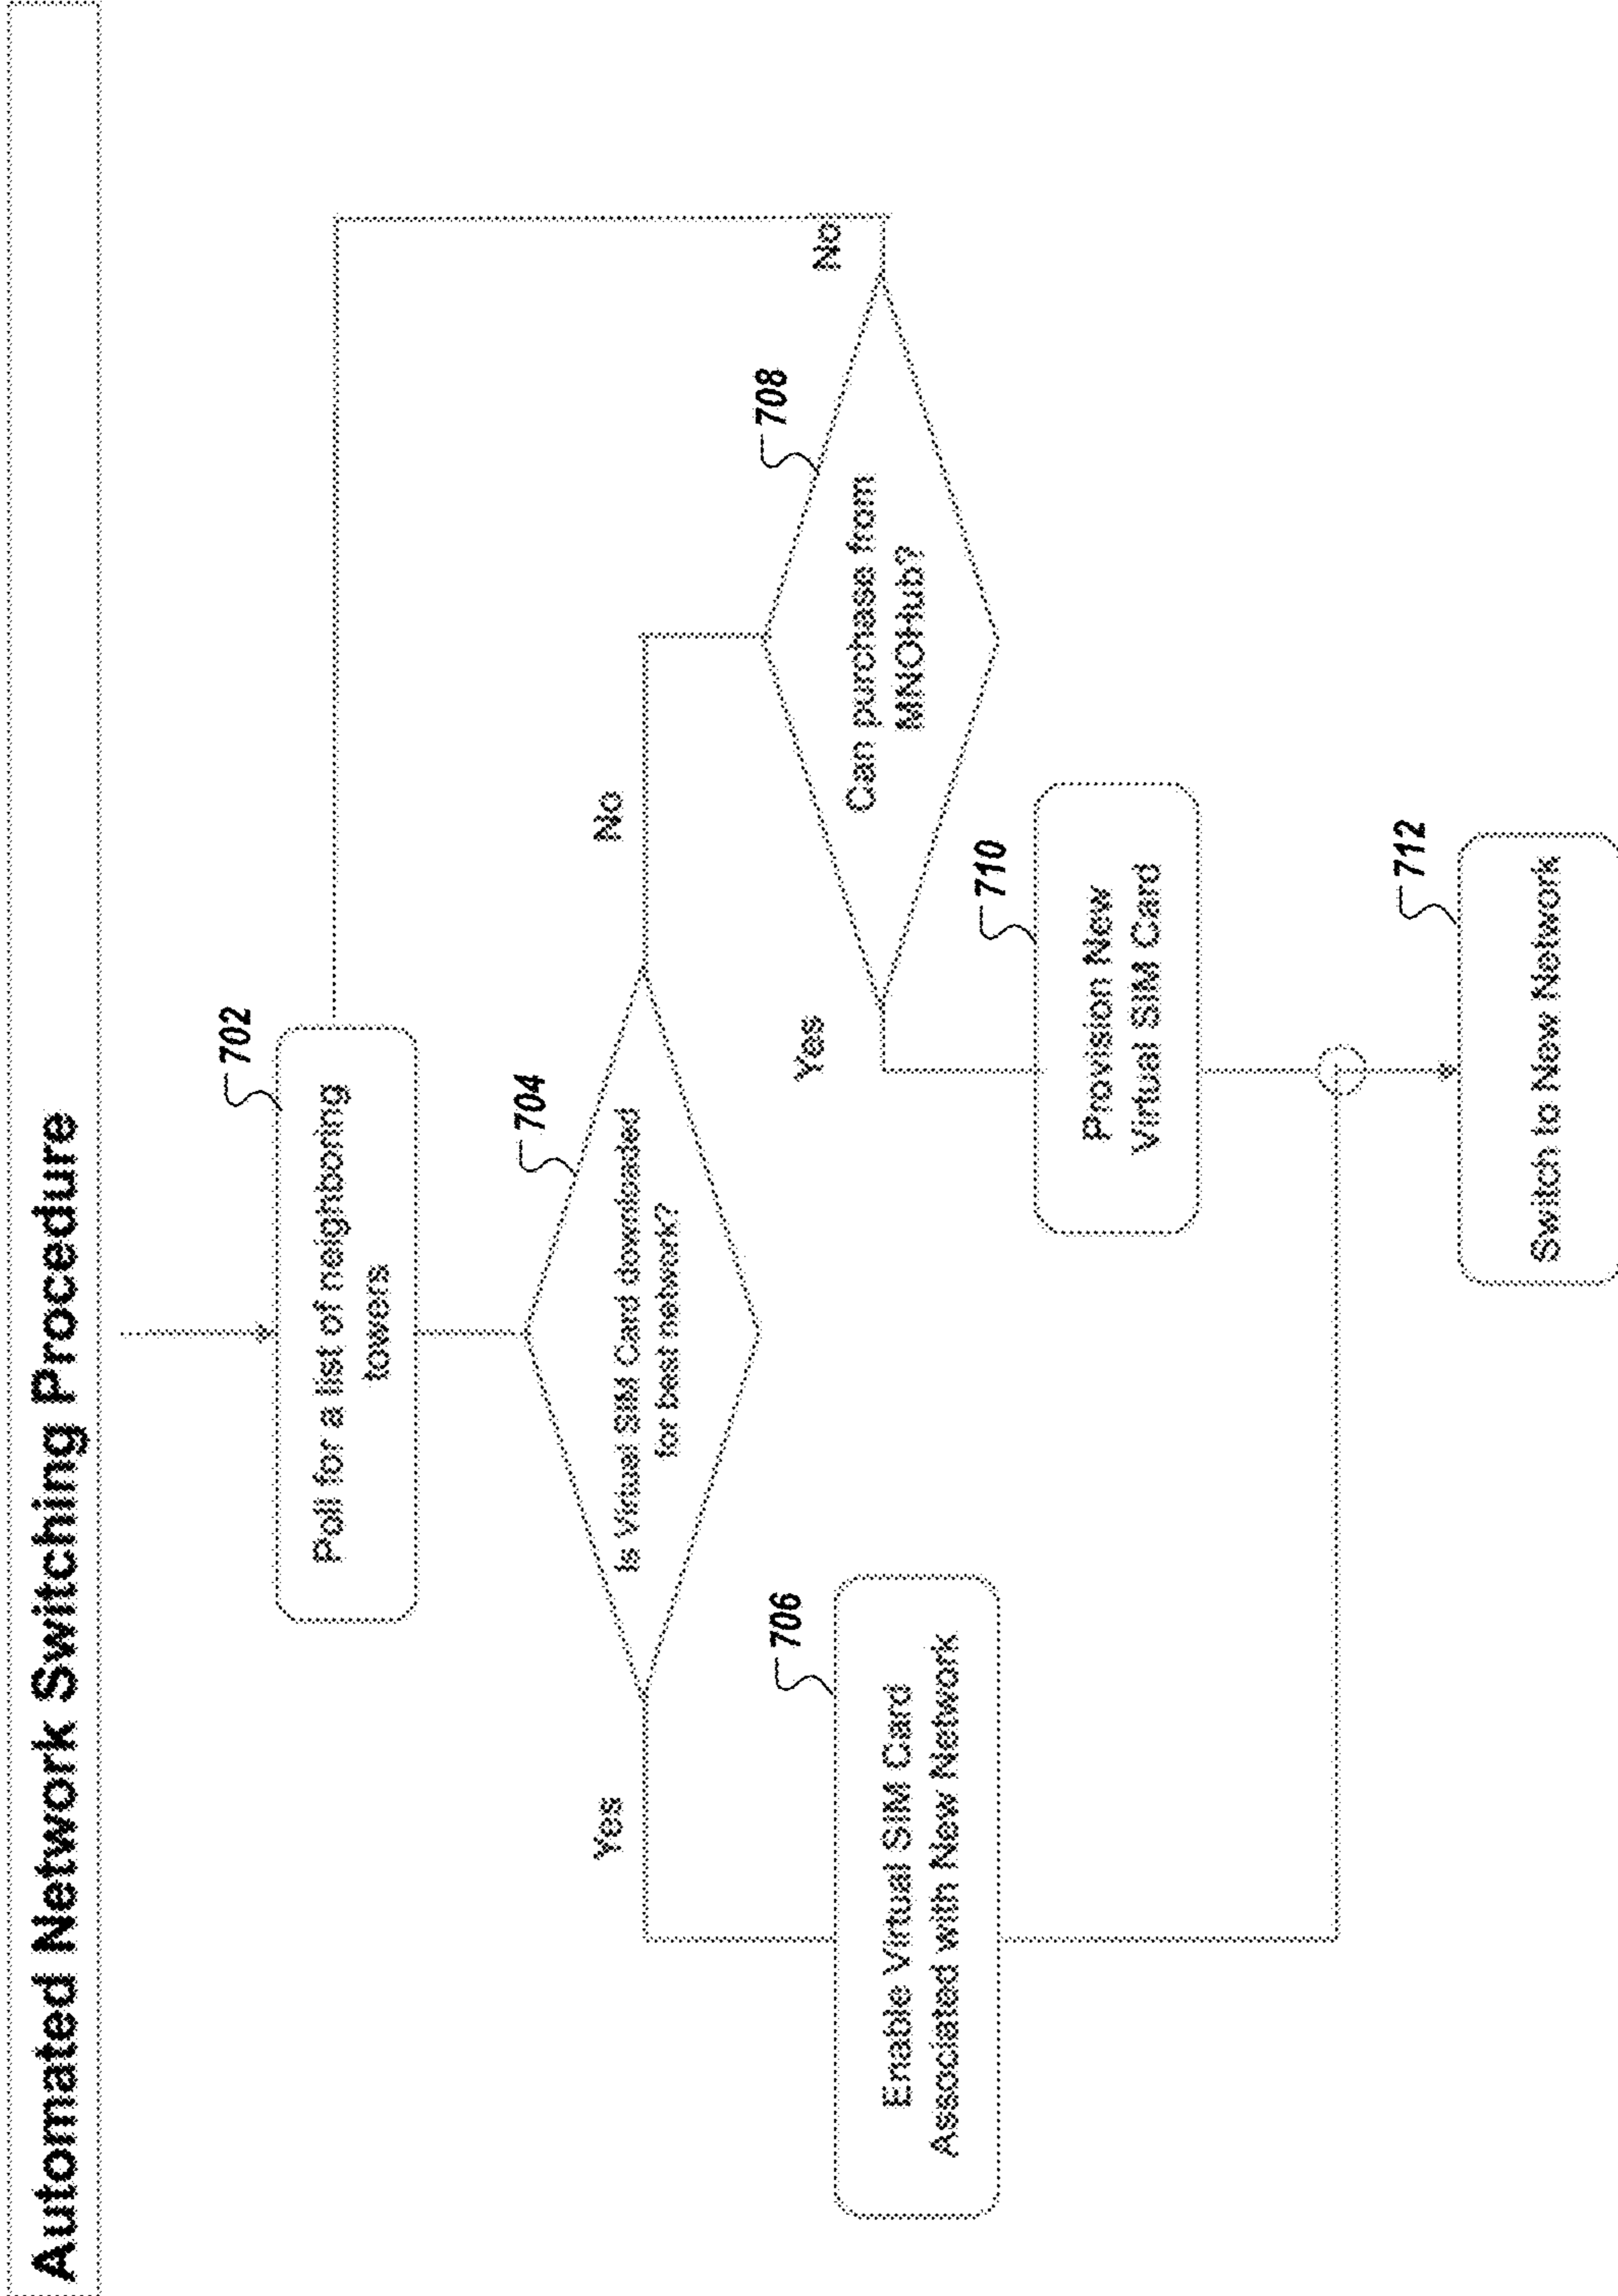 Automated Network Switching Procedure
702
Poll for a list of neighboring
towers
704
Is Virtual SIM Card downloaded
for best network?
Yes
No
706
Enable Virtual SIM Card
Associated with New Network
708
Can purchase from
MNOHub?
Yes
No
710
Provision New
Virtual SIM Card
712
Switch to New Network